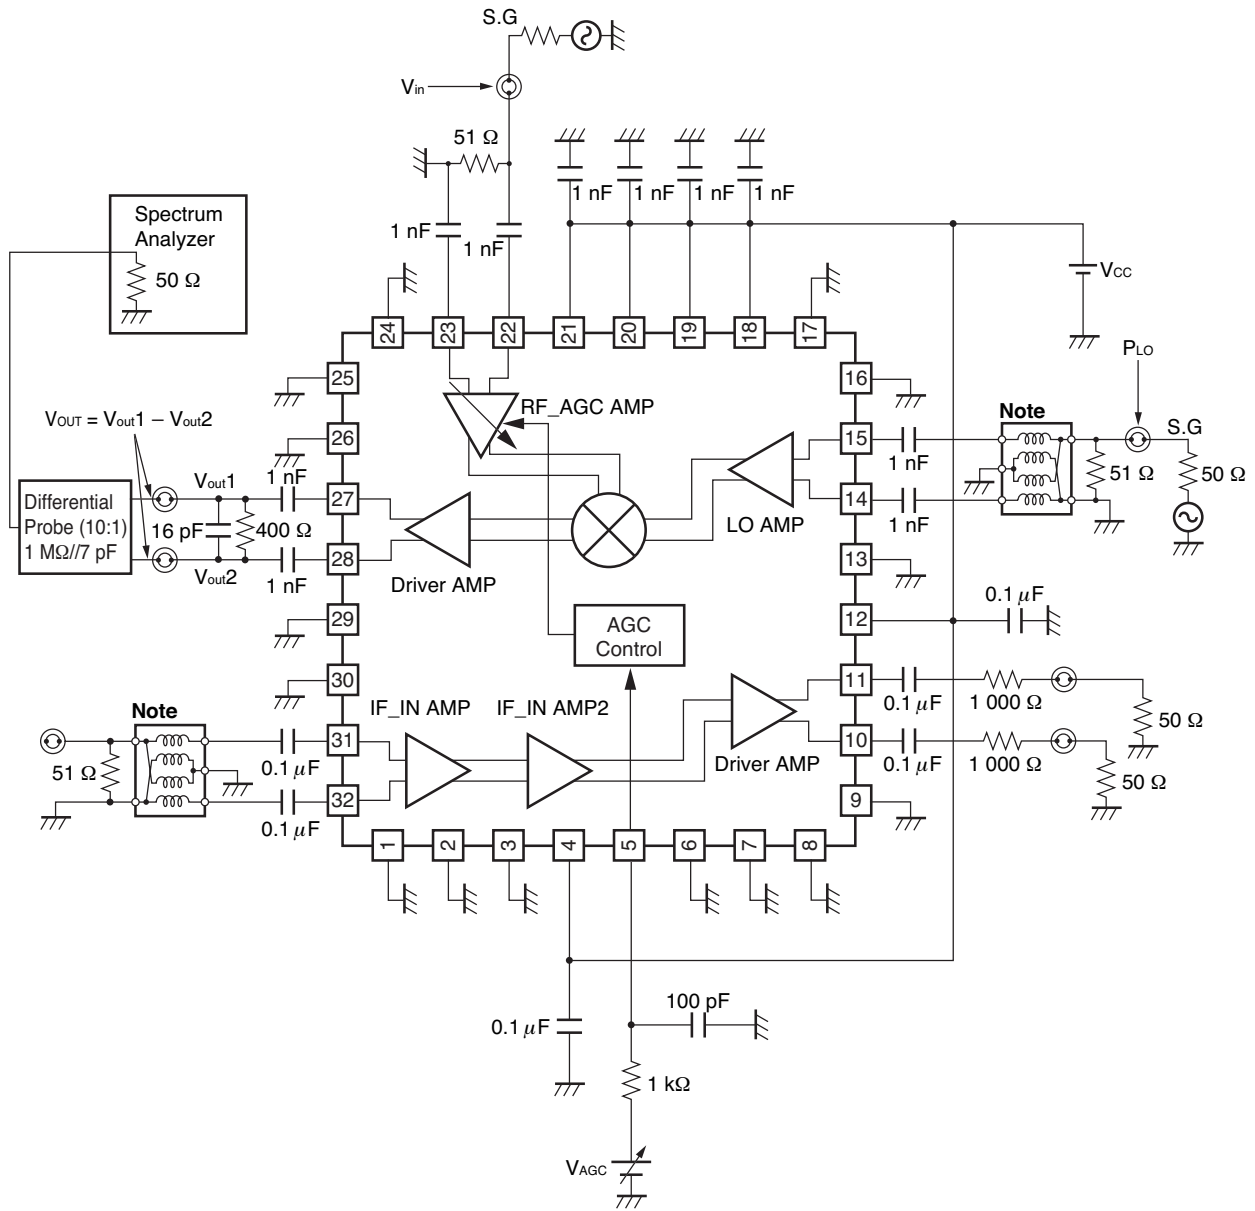 S.G
Vin
51 Ω
1 nF 1 nF 1 nF 1 nF
1 nF
1 nF
Spectrum
Analyzer
50 Ω
VCC
24 23 22 21 20 19 18 17
PLO
25 16
VOUT = Vout1 − Vout2
RF_AGC AMP
Note
S.G
26 15
1 nF
51 Ω
50 Ω
Vout1
1 nF
27 14
Differential
Probe (10:1)
1 MΩ//7 pF
16 pF
400 Ω
LO AMP
1 nF
28 13
Vout2
1 nF
Driver AMP
0.1 µF
29 12
AGC
Control
30 11
0.1 µF
1 000 Ω
50 Ω
Note
IF_IN AMP
IF_IN AMP2
31 10
51 Ω
0.1 µF
Driver AMP
0.1 µF
1 000 Ω
50 Ω
32 9
0.1 µF
1 2 3 4 5 6 7 8
100 pF
0.1 µF
1 kΩ
VAGC